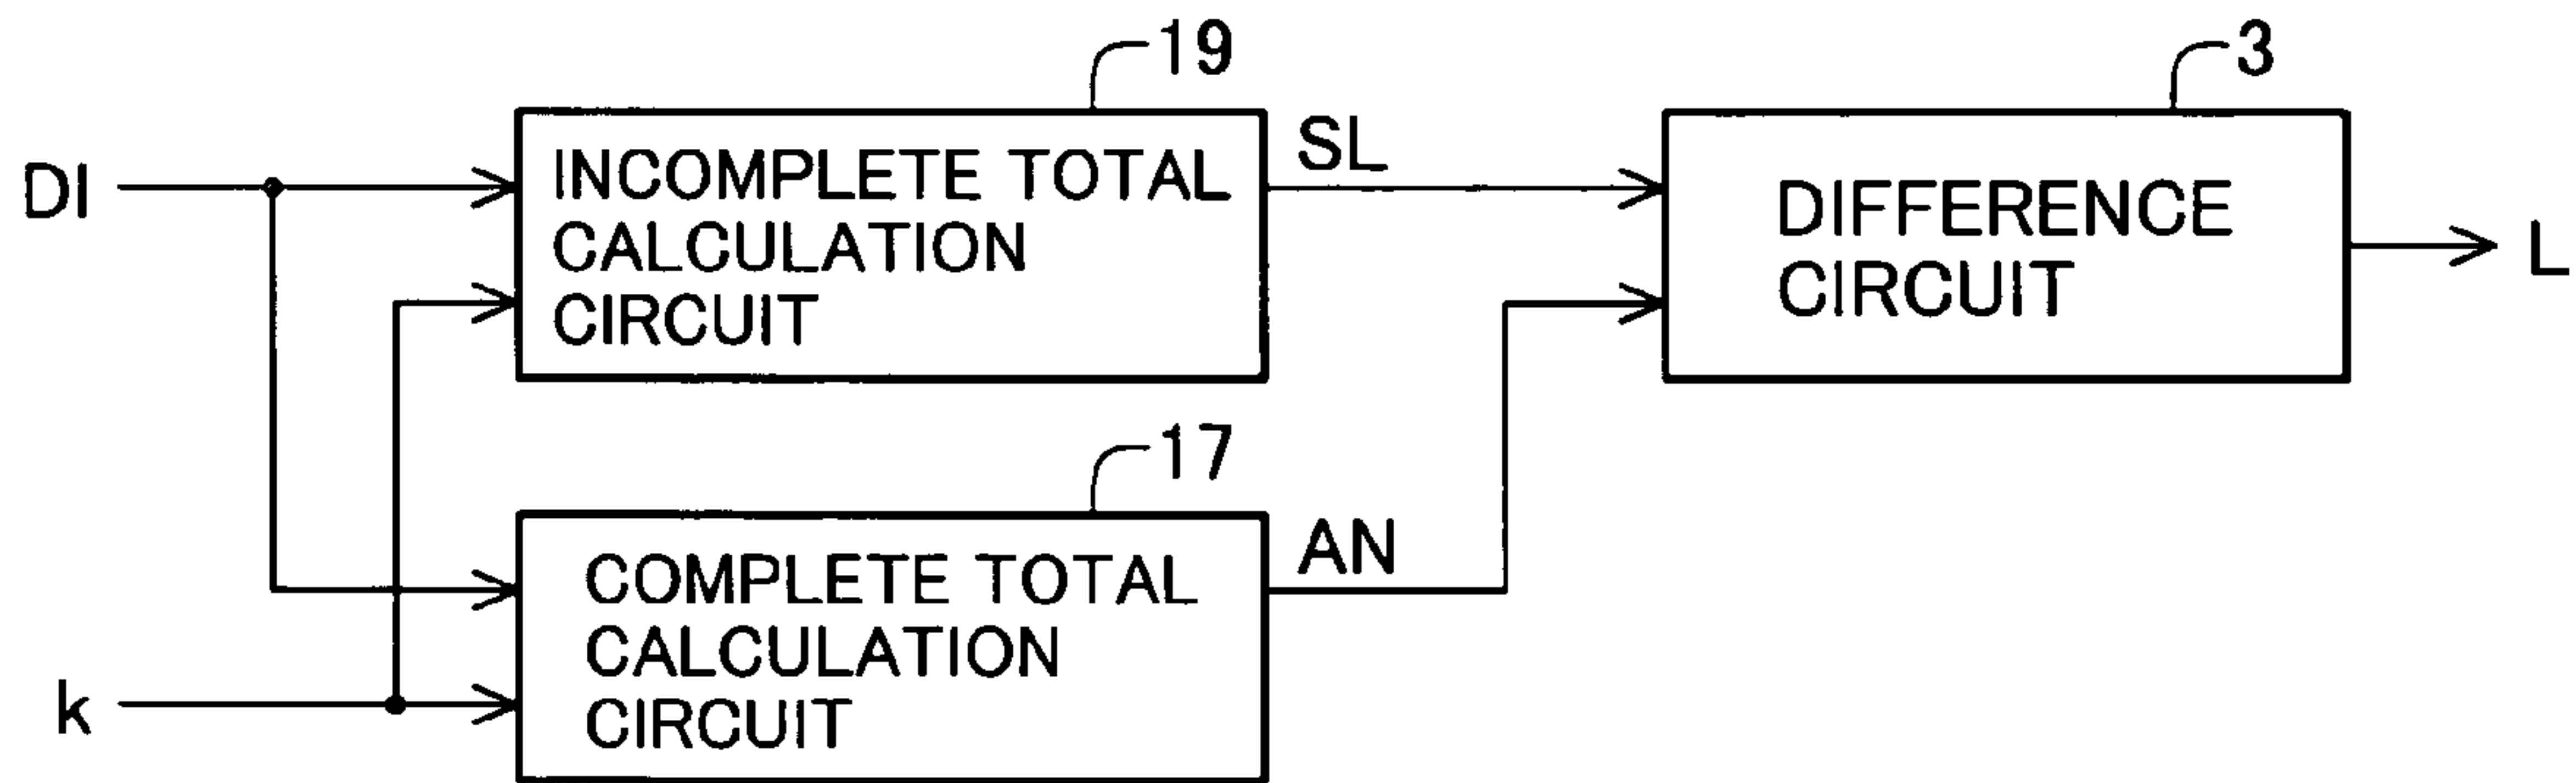 19
3
DI
INCOMPLETE TOTAL
CALCULATION
CIRCUIT
SL
DIFFERENCE
CIRCUIT
L
17
k
COMPLETE TOTAL
CALCULATION
CIRCUIT
AN